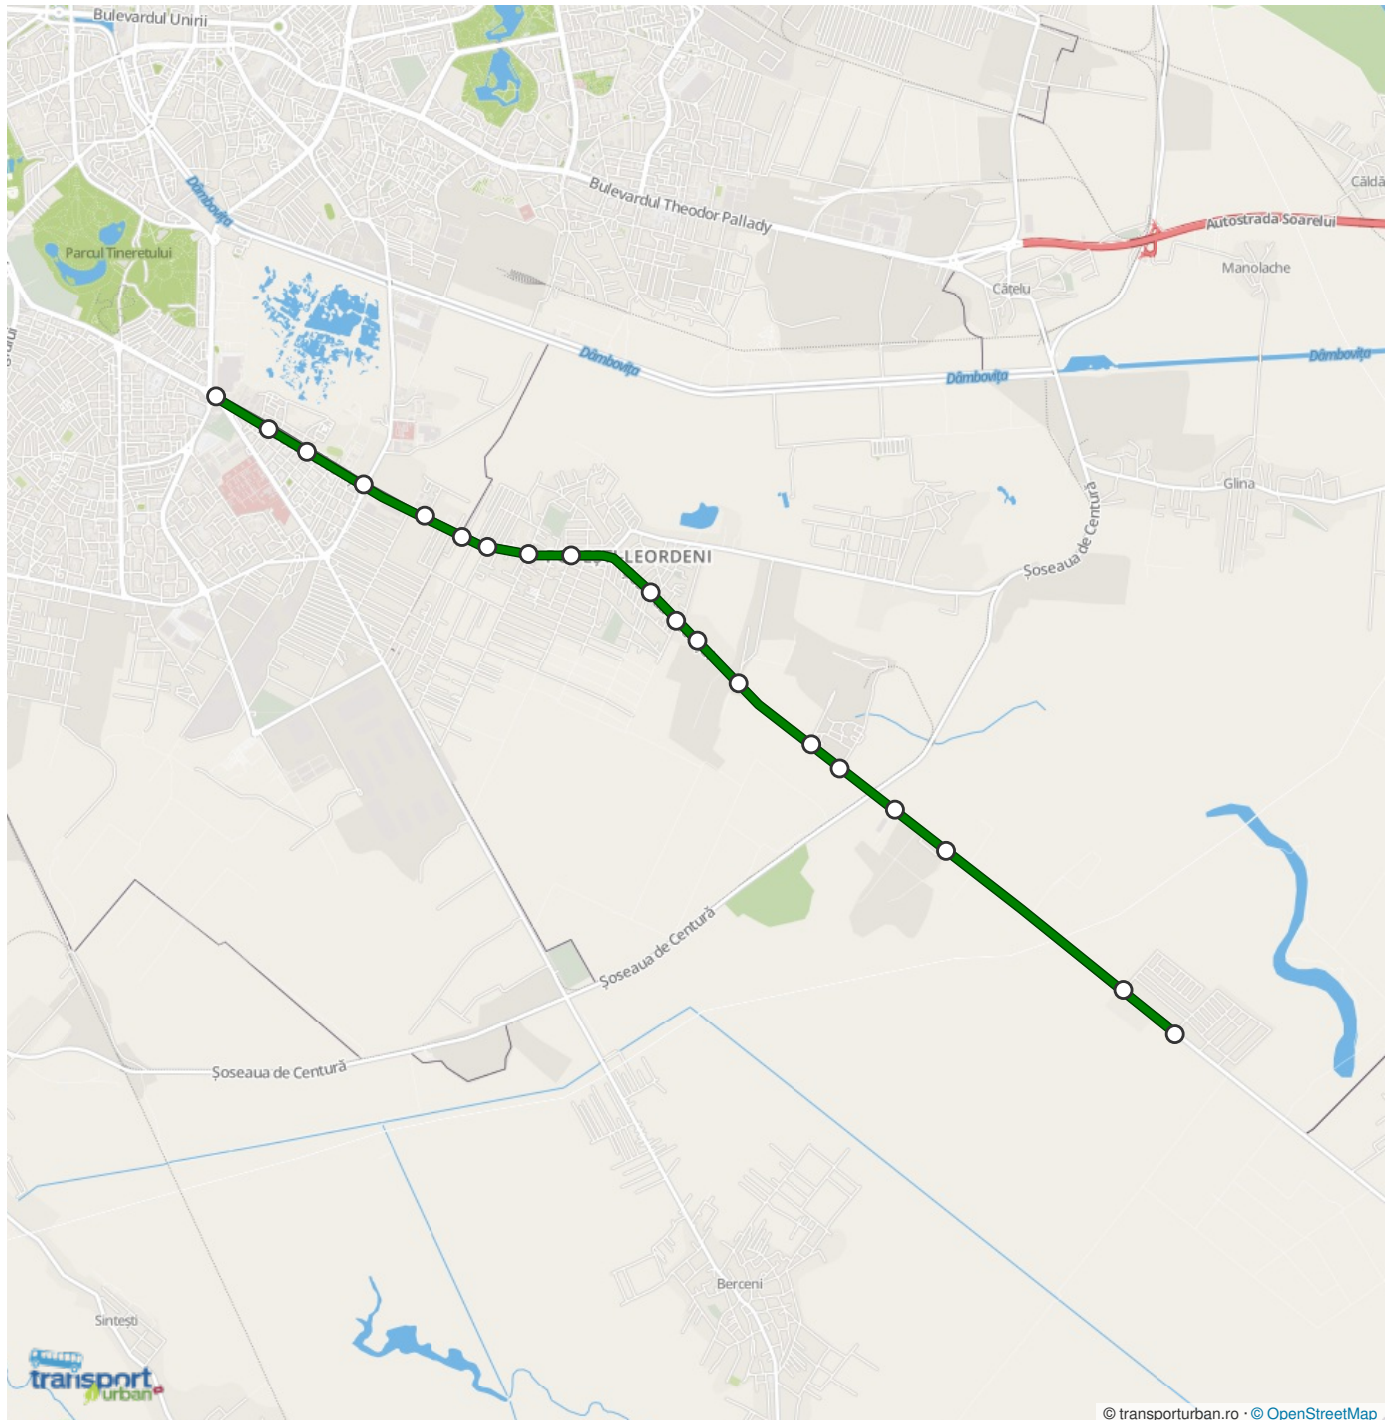 Bulevardul Unirii
Dâmbovița
Bulevardul Theodor Pallady
Căldă
Autostrada Soarelui
Parcul Tineretului
Manolache
Cățelu
Dâmbovița
Dâmbovița
Dâmbovița
Glina
Șoseaua de Centură
LEORDENI
Șoseaua de Centură
Șoseaua de Centură
Berceni
Sintești
transport
urban
© transporturban.ro · © OpenStreetMap